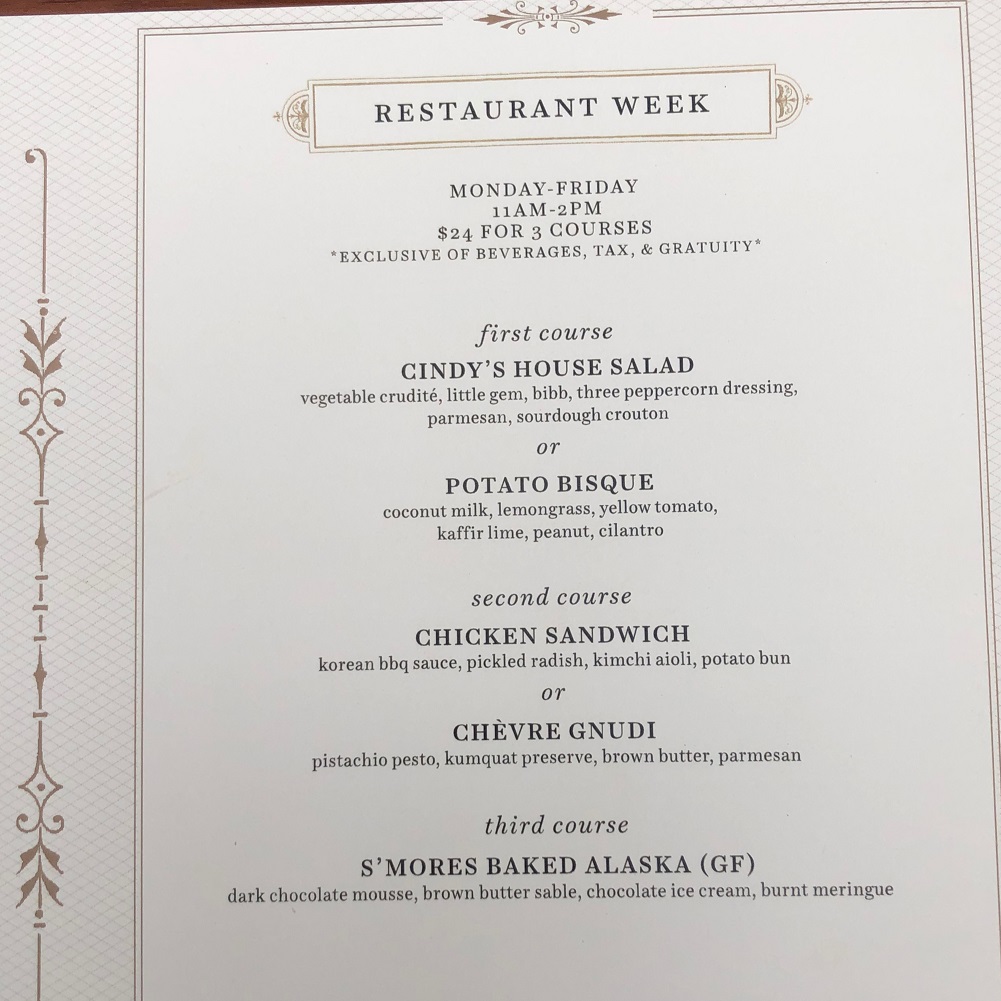 RESTAURANT WEEK
MONDAY-FRIDAY
11AM-2PM
$24 FOR 3 COURSES
*EXCLUSIVE OF BEVERAGES, TAX, & GRATUITY*
first course
CINDY'S HOUSE SALAD
vegetable crudité, little gem, bibb, three peppercorn dressing,
parmesan, sourdough crouton
or
POTATO BISQUE
coconut milk, lemongrass, yellow tomato,
kaffir lime, peanut, cilantro
second course
CHICKEN SANDWICH
korean bbq sauce, pickled radish, kimchi aioli, potato bun
or
CHÈVRE GNUDI
pistachio pesto, kumquat preserve, brown butter, parmesan
third course
S'MORES BAKED ALASKA (GF)
dark chocolate mousse, brown butter sable, chocolate ice cream, burnt meringue